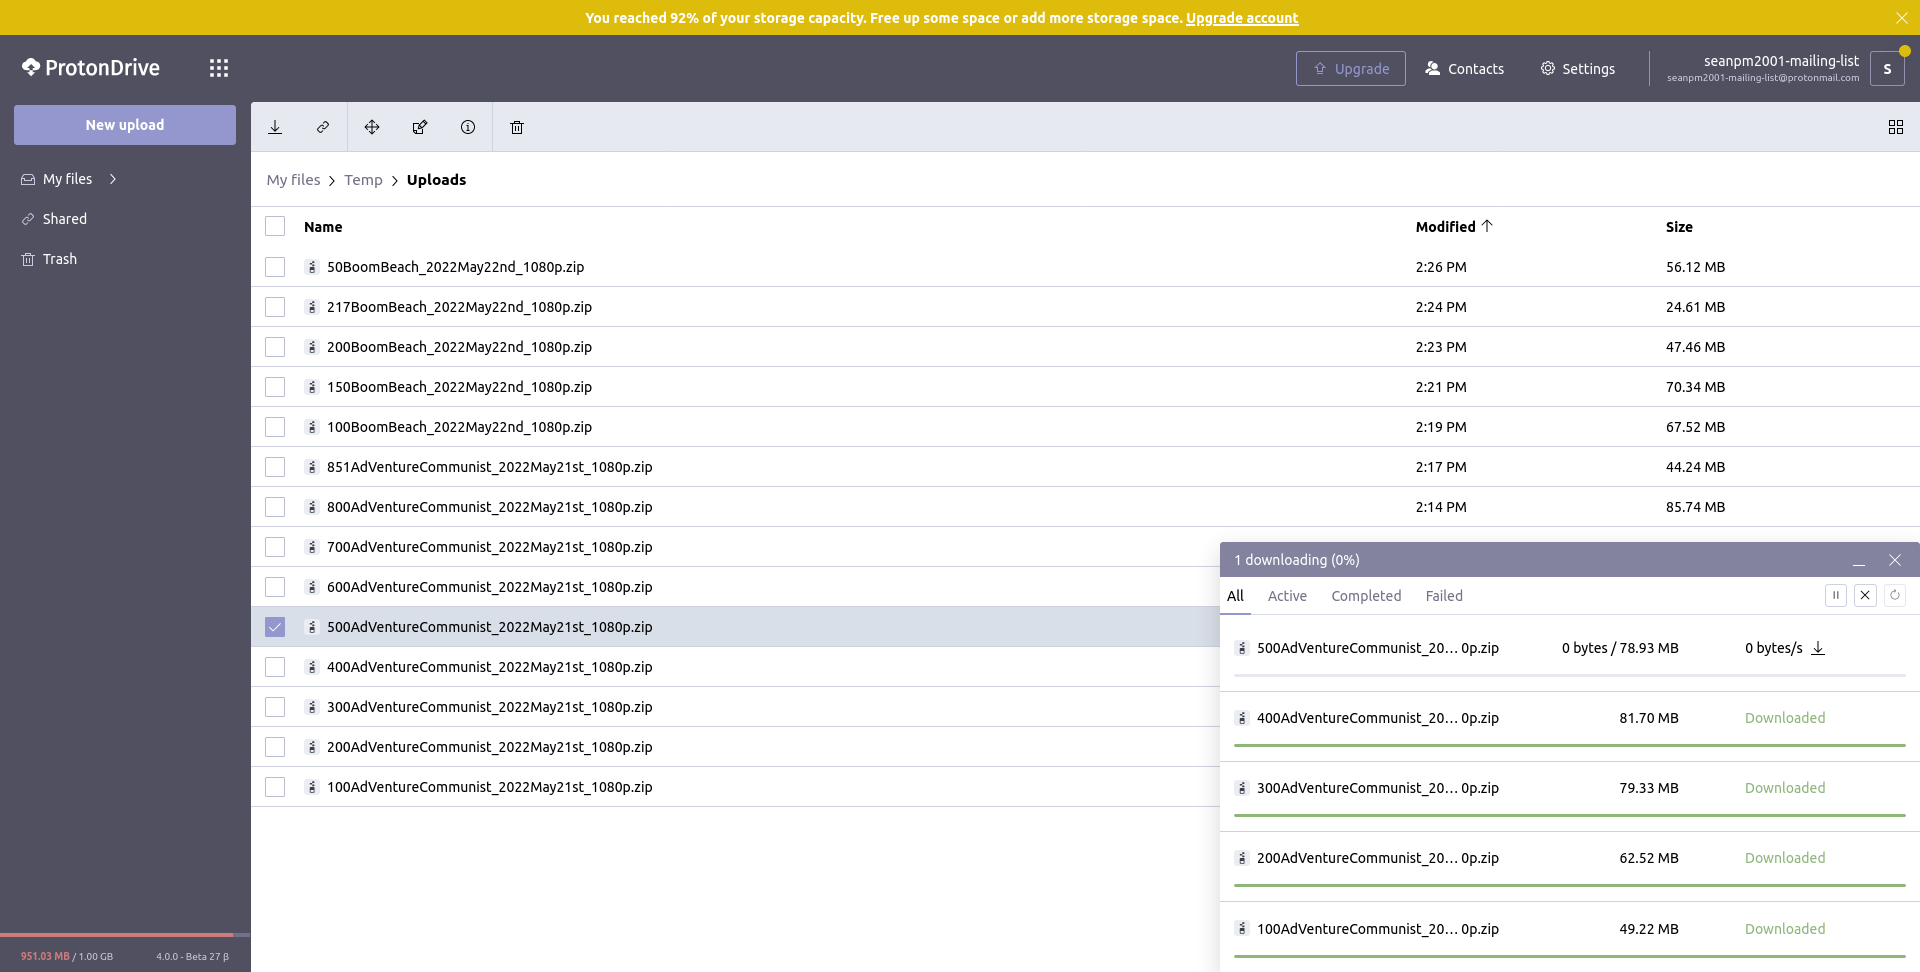 You reached 92% of your storage capacity. Free up some space or add more storage space. Upgrade account
ProtonDrive
Upgrade
Contacts
Settings
seanpm2001-mailing-list
seanpm2001-mailing-list@protonmail.com
S
New upload
My files
Shared
Trash
My files > Temp > Uploads
Name Modified Size
50BoomBeach_2022May22nd_1080p.zip 2:26 PM 56.12 MB
217BoomBeach_2022May22nd_1080p.zip 2:24 PM 24.61 MB
200BoomBeach_2022May22nd_1080p.zip 2:23 PM 47.46 MB
150BoomBeach_2022May22nd_1080p.zip 2:21 PM 70.34 MB
100BoomBeach_2022May22nd_1080p.zip 2:19 PM 67.52 MB
851AdVentureCommunist_2022May21st_1080p.zip 2:17 PM 44.24 MB
800AdVentureCommunist_2022May21st_1080p.zip 2:14 PM 85.74 MB
700AdVentureCommunist_2022May21st_1080p.zip
600AdVentureCommunist_2022May21st_1080p.zip
500AdVentureCommunist_2022May21st_1080p.zip
400AdVentureCommunist_2022May21st_1080p.zip
300AdVentureCommunist_2022May21st_1080p.zip
200AdVentureCommunist_2022May21st_1080p.zip
100AdVentureCommunist_2022May21st_1080p.zip
1 downloading (0%)
All Active Completed Failed
500AdVentureCommunist_20... 0p.zip 0 bytes / 78.93 MB 0 bytes/s
400AdVentureCommunist_20... 0p.zip 81.70 MB Downloaded
300AdVentureCommunist_20... 0p.zip 79.33 MB Downloaded
200AdVentureCommunist_20... 0p.zip 62.52 MB Downloaded
100AdVentureCommunist_20... 0p.zip 49.22 MB Downloaded
951.03 MB / 1.00 GB 4.0.0 - Beta 27 β